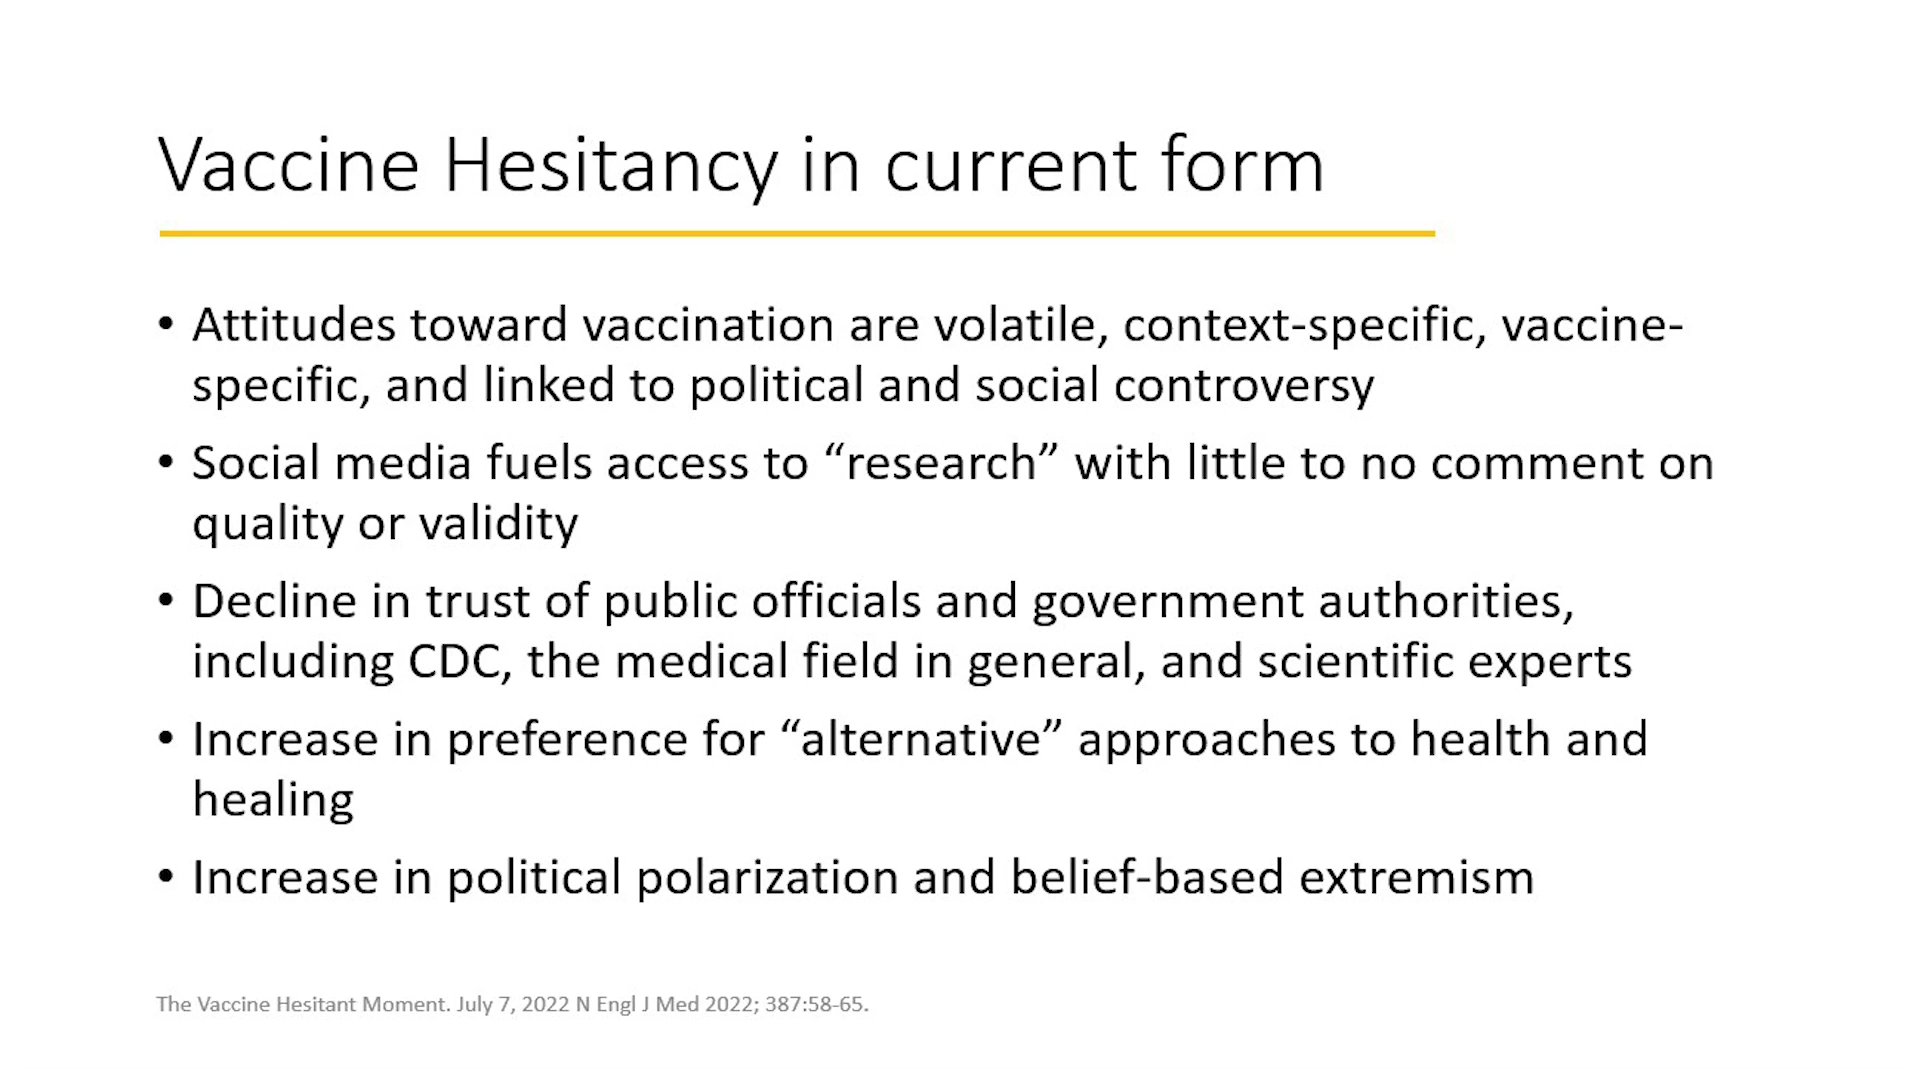 Vaccine Hesitancy in current form
• Attitudes toward vaccination are volatile, context-specific, vaccine-
specific, and linked to political and social controversy
• Social media fuels access to “research” with little to no comment on
quality or validity
• Decline in trust of public officials and government authorities,
including CDC, the medical field in general, and scientific experts
• Increase in preference for “alternative” approaches to health and
healing
• Increase in political polarization and belief-based extremism
The Vaccine Hesitant Moment. July 7, 2022 N Engl J Med 2022; 387:58-65.